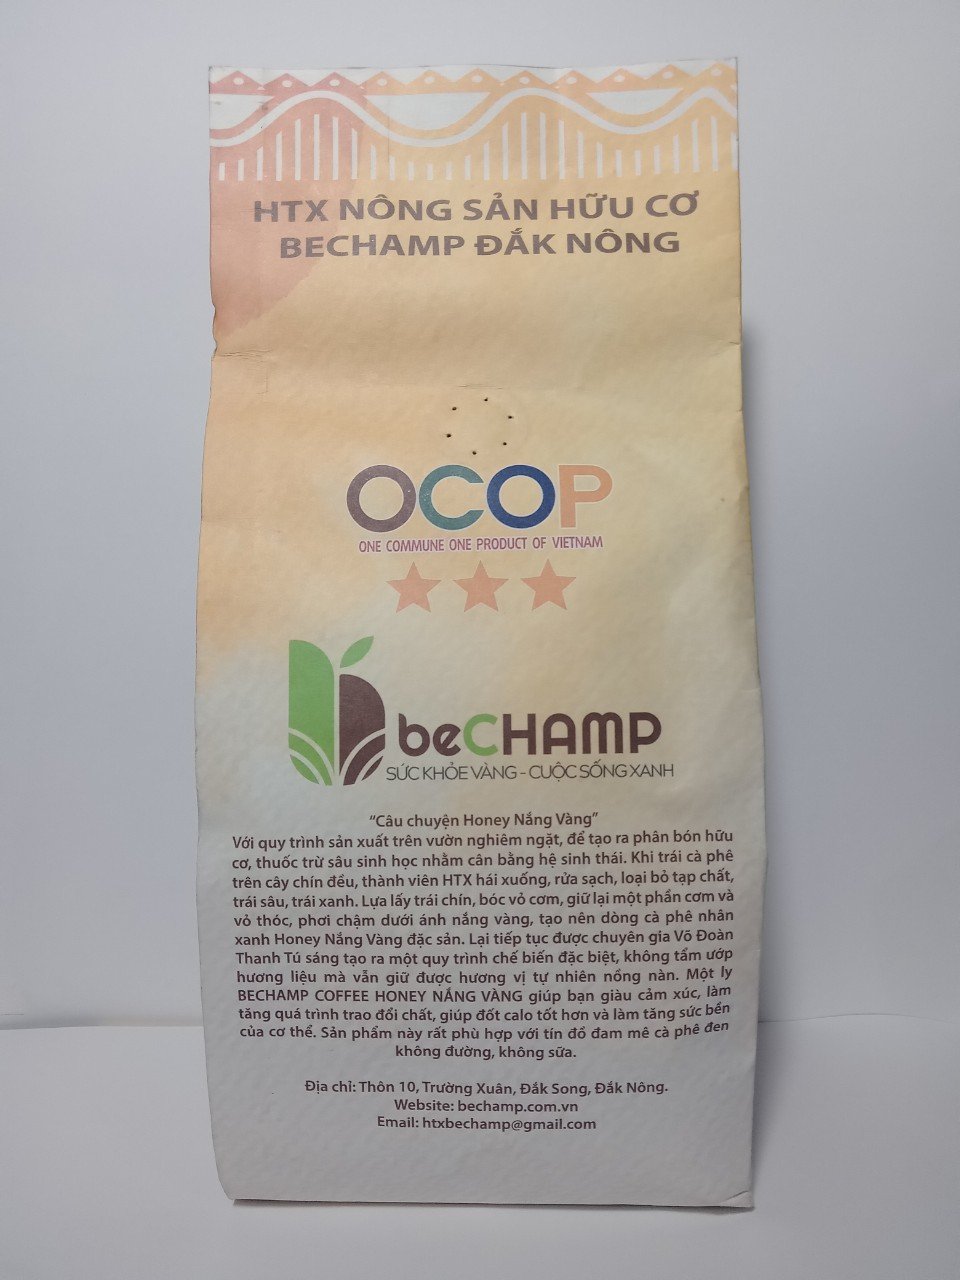 HTX NÔNG SẢN HỮU CƠ
BECHAMP ĐẮK NÔNG
OCOP
ONE COMMUNE ONE PRODUCT OF VIETNAM
beCHAMP
SỨC KHỎE VÀNG - CUỘC SỐNG XANH
“Câu chuyện Honey Nắng Vàng”
Với quy trình sản xuất trên vườn nghiêm ngặt, để tạo ra phân bón hữu
cơ, thuốc trừ sâu sinh học nhằm cân bằng hệ sinh thái. Khi trái cà phê
trên cây chín đều, thành viên HTX hái xuống, rửa sạch, loại bỏ tạp chất,
trái sâu, trái xanh. Lựa lấy trái chín, bóc vỏ cơm, giữ lại một phần cơm và
vỏ thóc, phơi chậm dưới ánh nắng vàng, tạo nên dòng cà phê nhân
xanh Honey Nắng Vàng đặc sản. Lại tiếp tục được chuyên gia Võ Đoàn
Thanh Tú sáng tạo ra một quy trình chế biến đặc biệt, không tẩm ướp
hương liệu mà vẫn giữ được hương vị tự nhiên nồng nàn. Một ly
BECHAMP COFFEE HONEY NẮNG VÀNG giúp bạn giàu cảm xúc, làm
tăng quá trình trao đổi chất, giúp đốt calo tốt hơn và làm tăng sức bền
của cơ thể. Sản phẩm này rất phù hợp với tín đồ đam mê cà phê đen
không đường, không sữa.
Địa chỉ: Thôn 10, Trường Xuân, Đắk Song, Đắk Nông.
Website: bechamp.com.vn
Email: htxbechamp@gmail.com